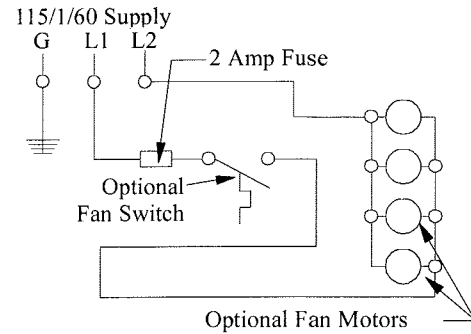 115/1/60 Supply
G L1 L2
2 Amp Fuse
Optional
Fan Switch
Optional Fan Motors